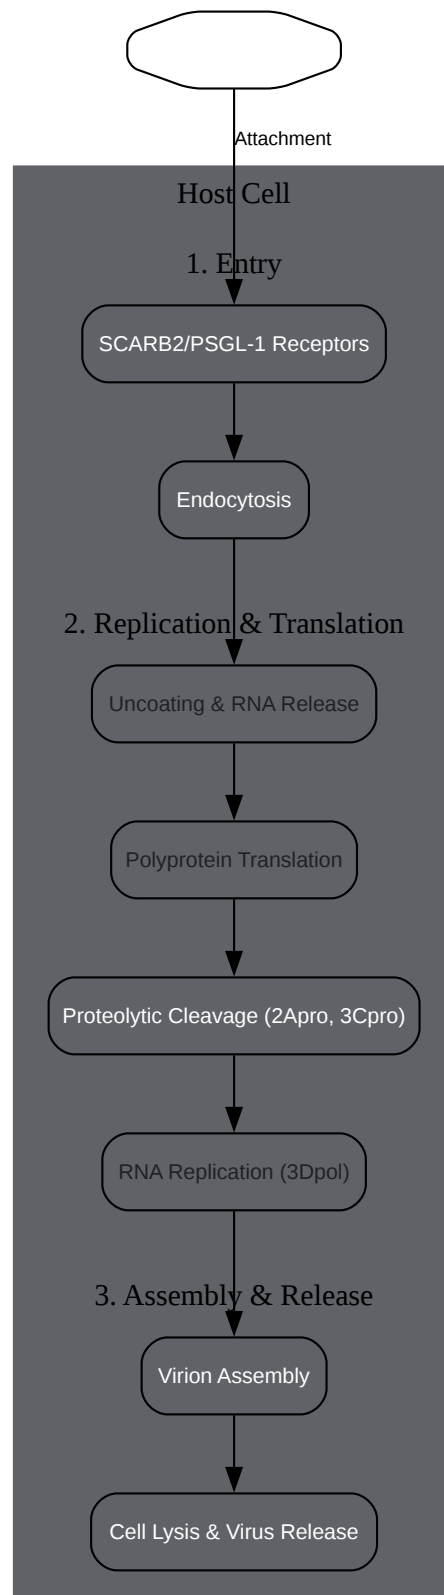 Attachment
Host Cell
1. Entry
SCARB2/PSGL-1 Receptors
Endocytosis
2. Replication & Translation
Uncoating & RNA Release
Polyprotein Translation
Proteolytic Cleavage (2Apro, 3Cpro)
RNA Replication (3Dpol)
3. Assembly & Release
Virion Assembly
Cell Lysis & Virus Release